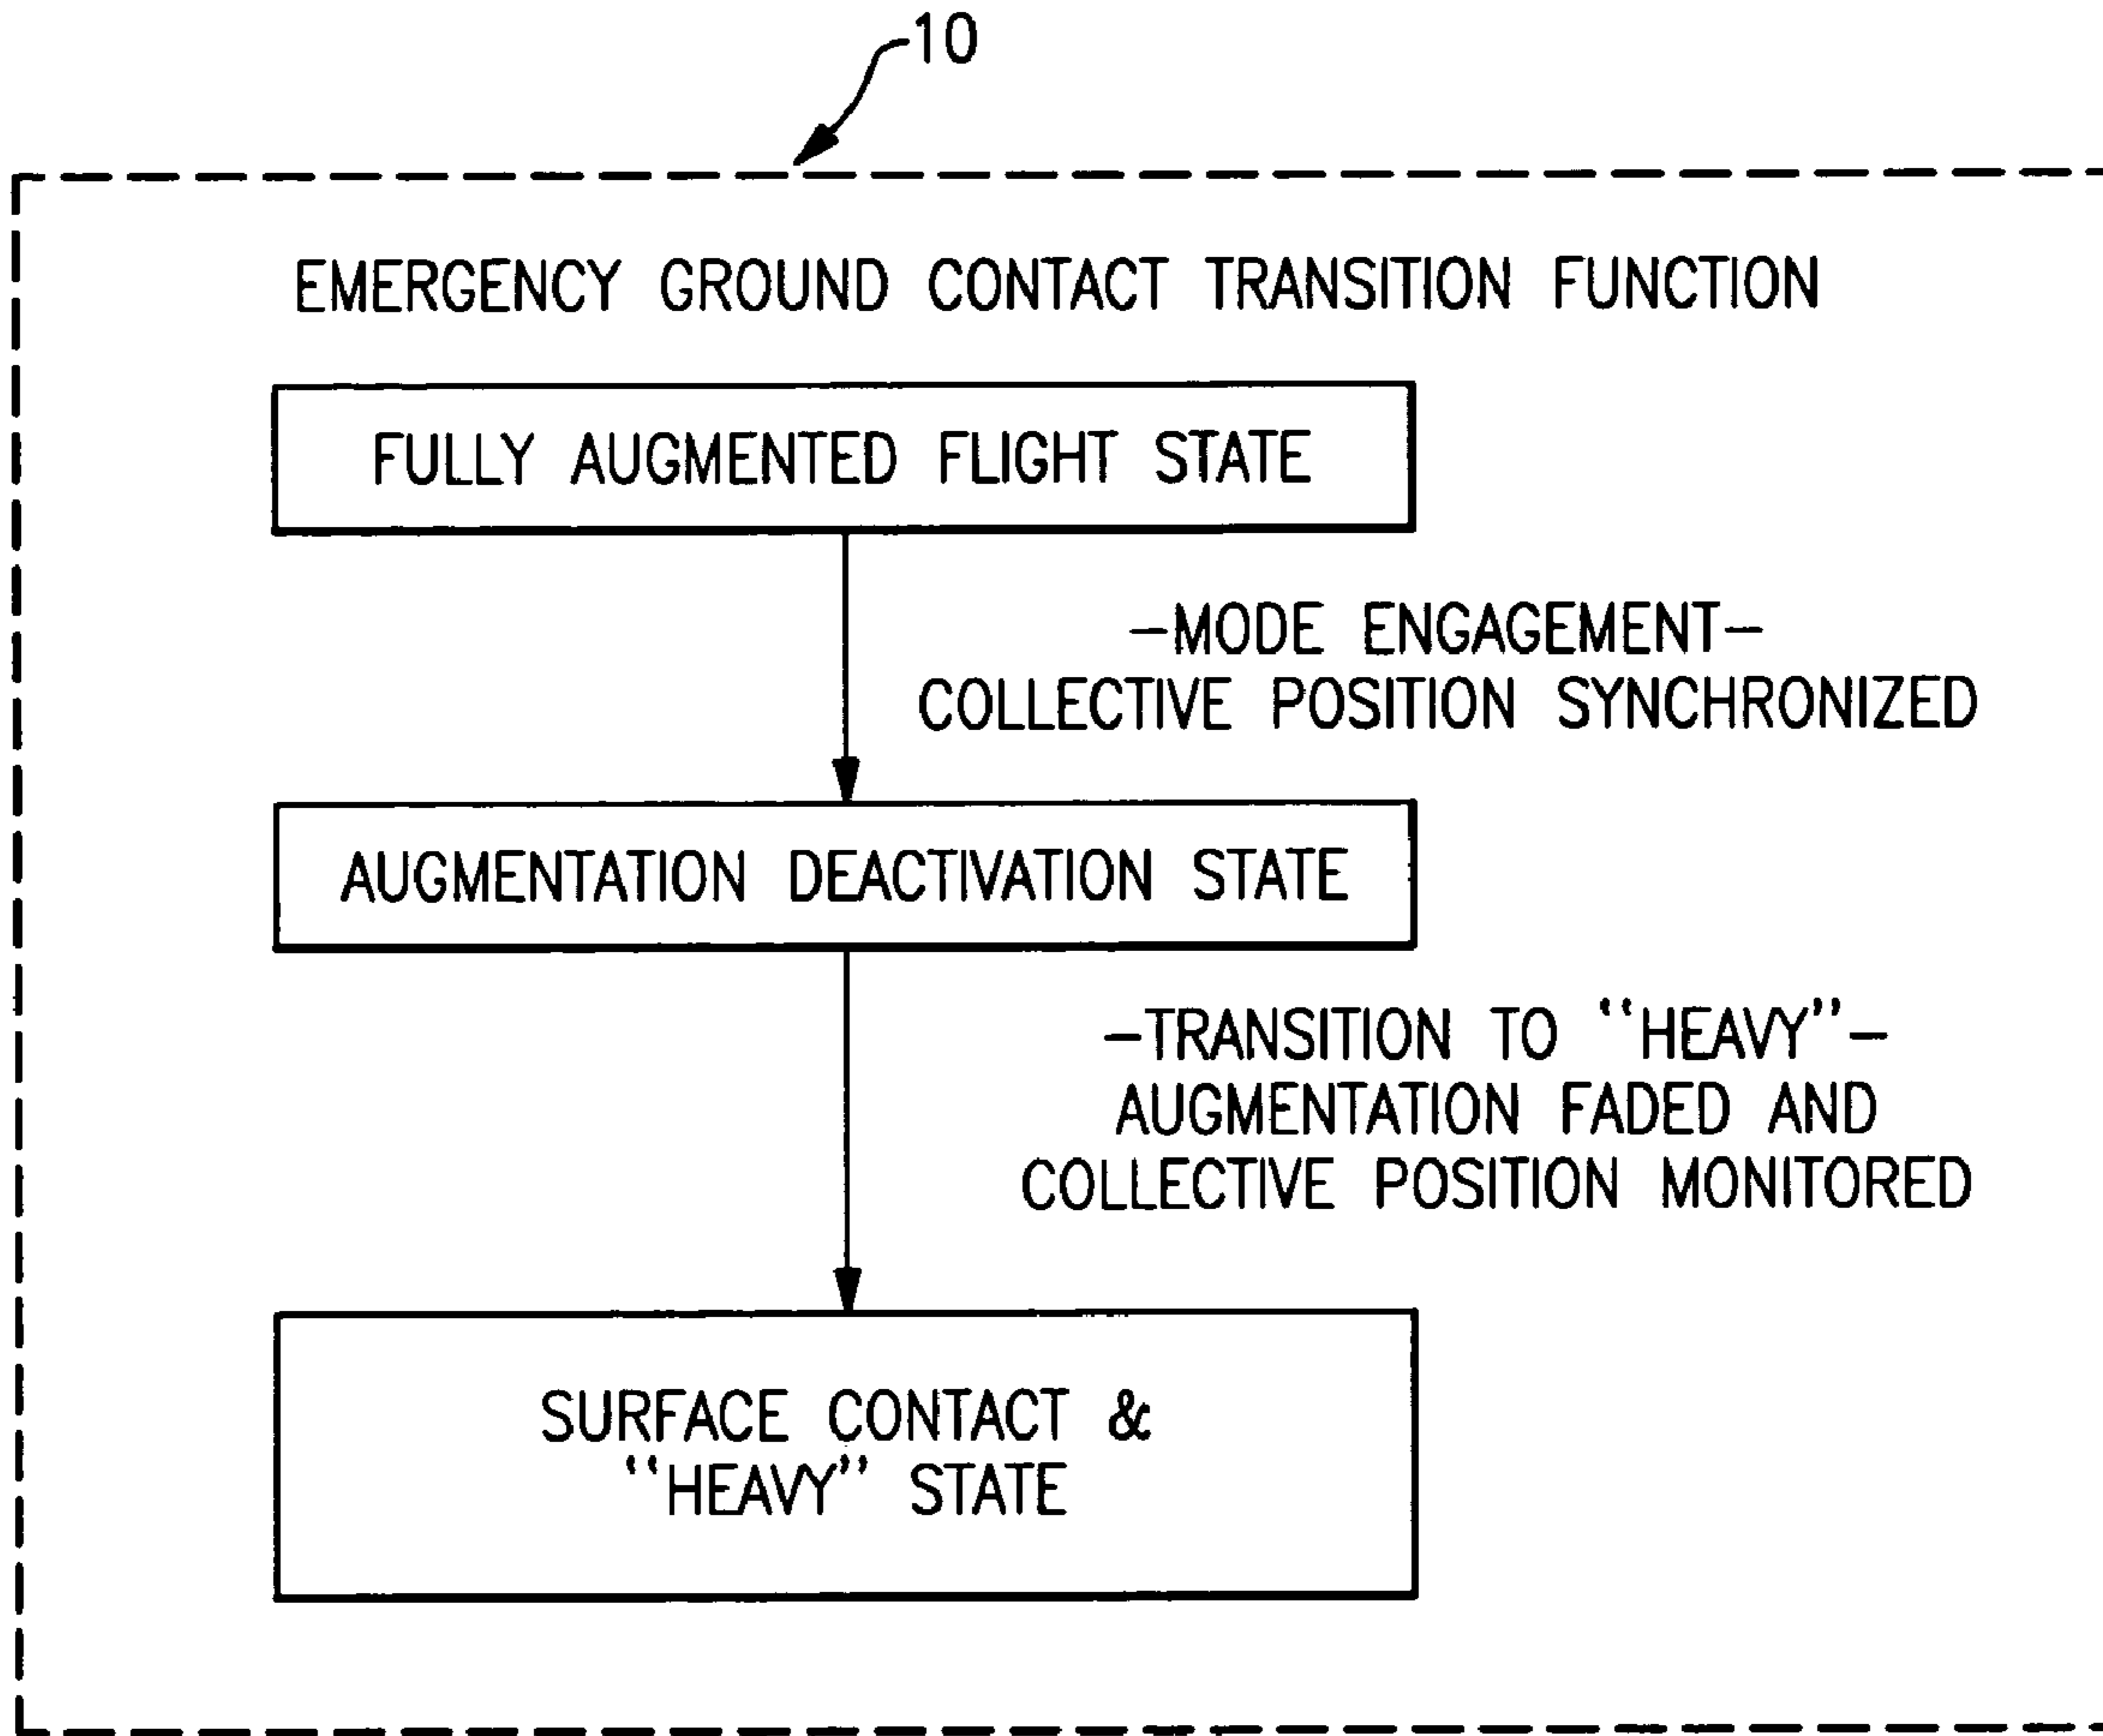 10
EMERGENCY GROUND CONTACT TRANSITION FUNCTION
FULLY AUGMENTED FLIGHT STATE
—MODE ENGAGEMENT—
COLLECTIVE POSITION SYNCHRONIZED
AUGMENTATION DEACTIVATION STATE
—TRANSITION TO “HEAVY”—
AUGMENTATION FADED AND
COLLECTIVE POSITION MONITORED
SURFACE CONTACT &
“HEAVY” STATE